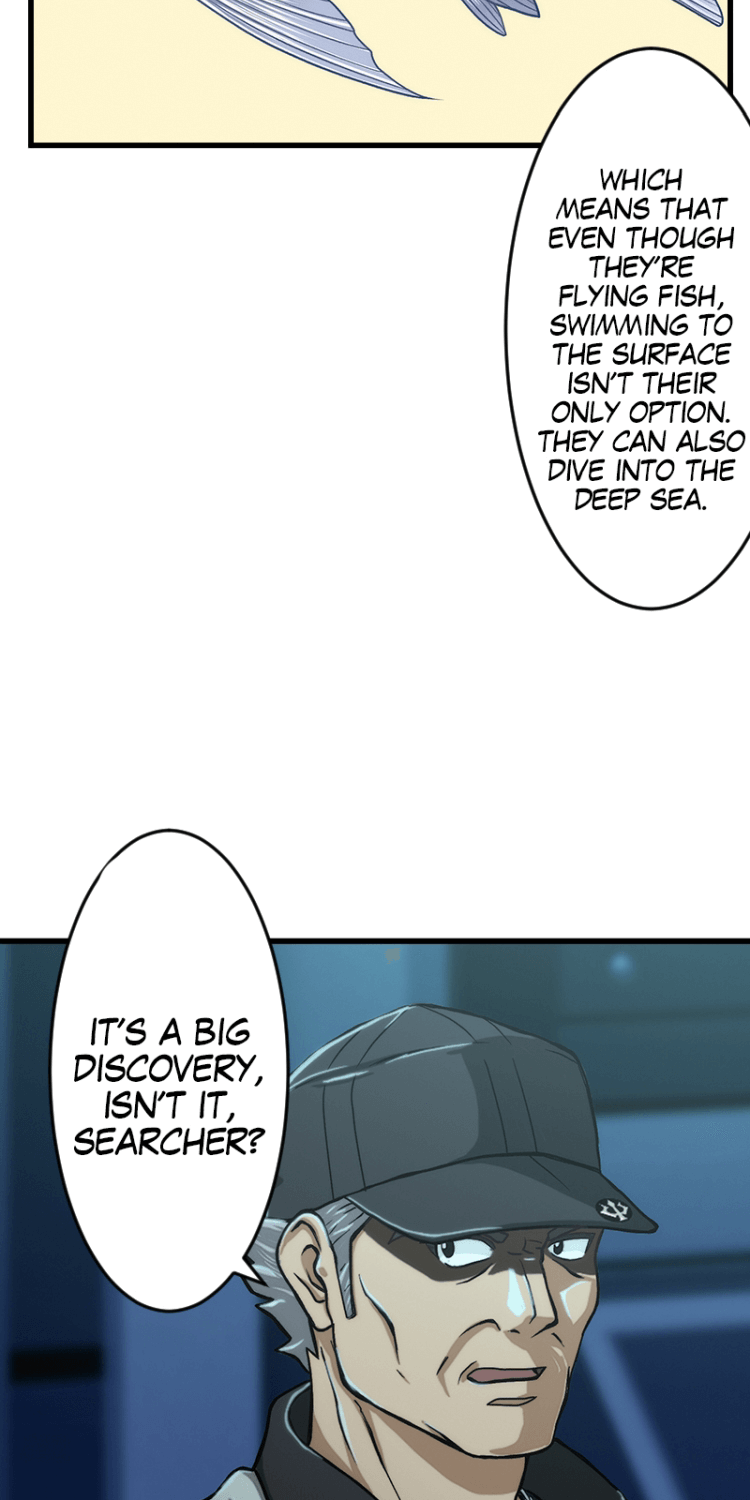 WHICH
MEANS THAT
EVEN THOUGH
THEY'RE
FLYING FISH,
SWIMMING TO
THE SURFACE
ISN'T THEIR
ONLY OPTION.
THEY CAN ALSO
DIVE INTO THE
DEEP SEA.
IT'S A BIG
DISCOVERY,
ISN'T IT,
SEARCHER?